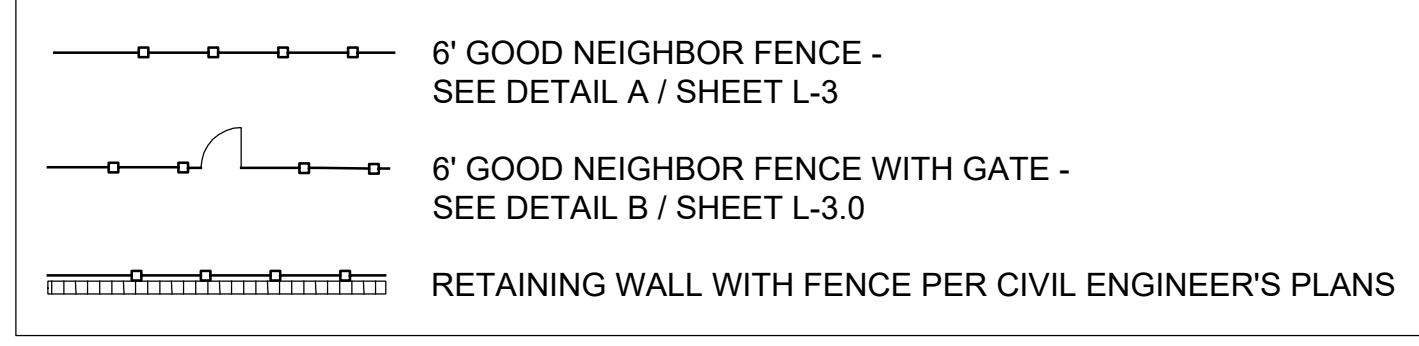 6' GOOD NEIGHBOR FENCE -
SEE DETAIL A / SHEET L-3
6' GOOD NEIGHBOR FENCE WITH GATE -
SEE DETAIL B / SHEET L-3.0
RETAINING WALL WITH FENCE PER CIVIL ENGINEER'S PLANS